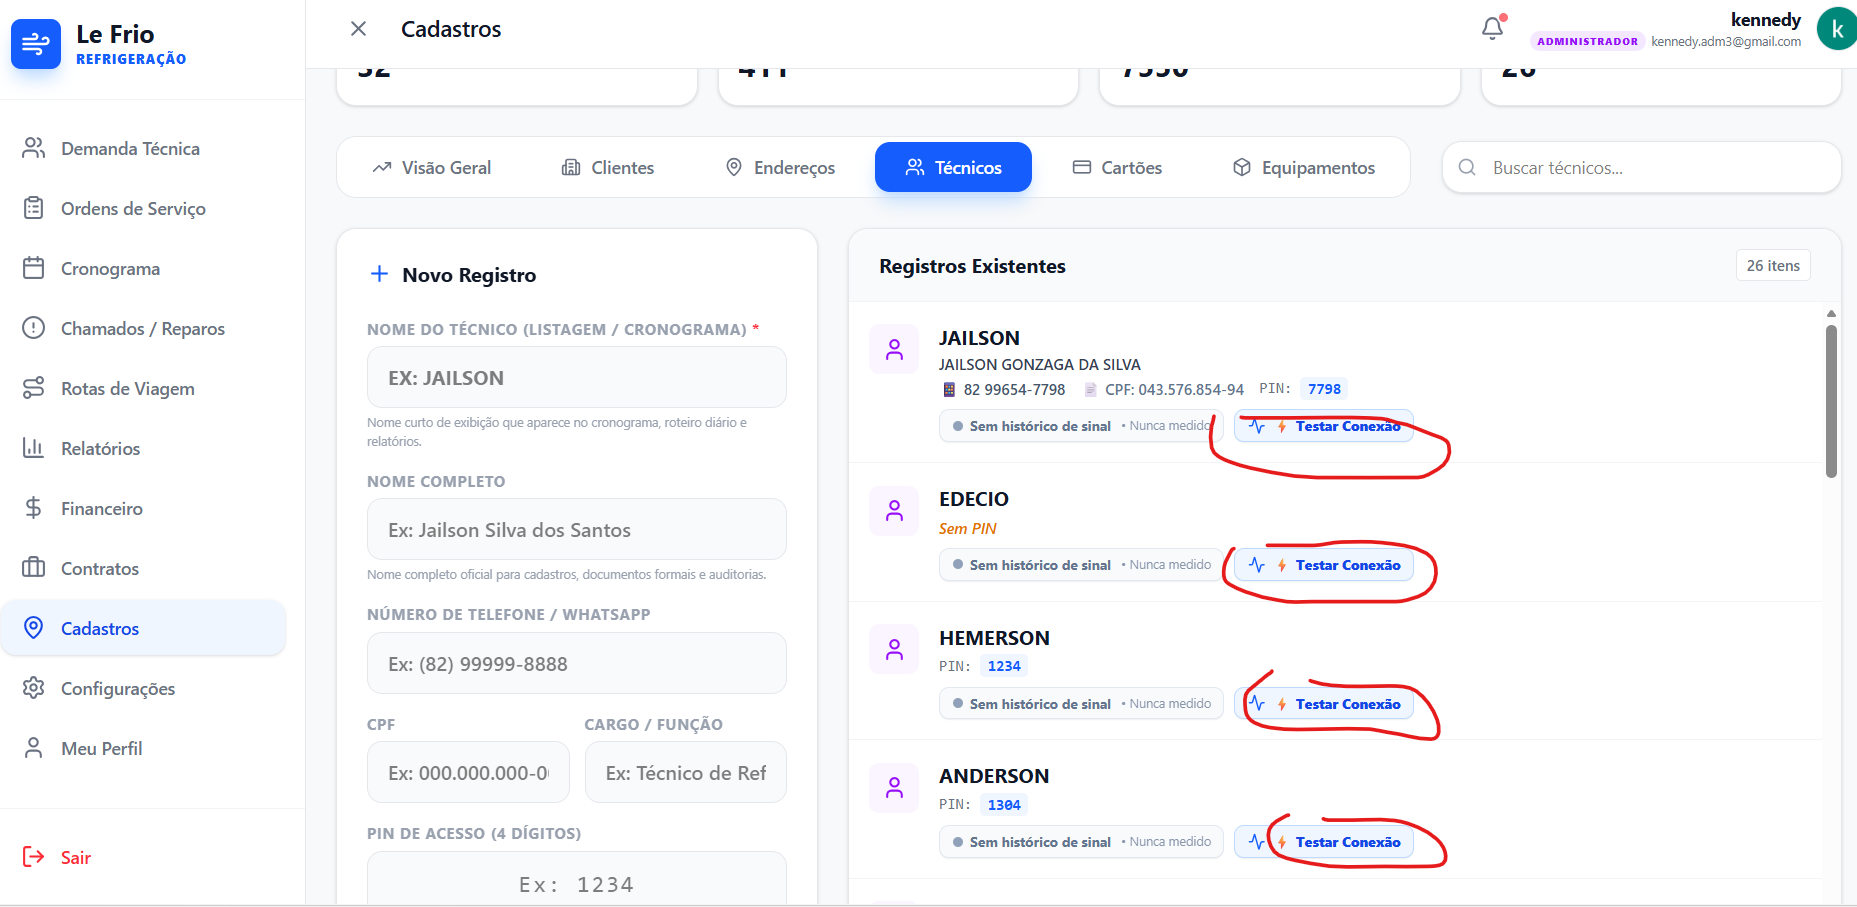 Le Frio
REFRIGERAÇÃO
Demanda Técnica
Ordens de Serviço
Cronograma
Chamados / Reparos
Rotas de Viagem
Relatórios
Financeiro
Contratos
Cadastros
Configurações
Meu Perfil
Sair
Cadastros
kennedy
ADMINISTRADOR kennedy.adm3@gmail.com
k
Visão Geral
Clientes
Endereços
Técnicos
Cartões
Equipamentos
Buscar técnicos...
Novo Registro
NOME DO TÉCNICO (LISTAGEM / CRONOGRAMA) *
EX: JAILSON
Nome curto de exibição que aparece no cronograma, roteiro diário e
relatórios.
NOME COMPLETO
Ex: Jailson Silva dos Santos
Nome completo oficial para cadastros, documentos formais e auditorias.
NÚMERO DE TELEFONE / WHATSAPP
Ex: (82) 99999-8888
CPF
Ex: 000.000.000-0
CARGO / FUNÇÃO
Ex: Técnico de Ref
PIN DE ACESSO (4 DÍGITOS)
Ex: 1234
Registros Existentes
26 itens
JAILSON
JAILSON GONZAGA DA SILVA
82 99654-7798 CPF: 043.576.854-94 PIN: 7798
Sem histórico de sinal • Nunca medido Testar Conexão
EDECIO
Sem PIN
Sem histórico de sinal • Nunca medido Testar Conexão
HEMERSON
PIN: 1234
Sem histórico de sinal • Nunca medido Testar Conexão
ANDERSON
PIN: 1304
Sem histórico de sinal • Nunca medido Testar Conexão